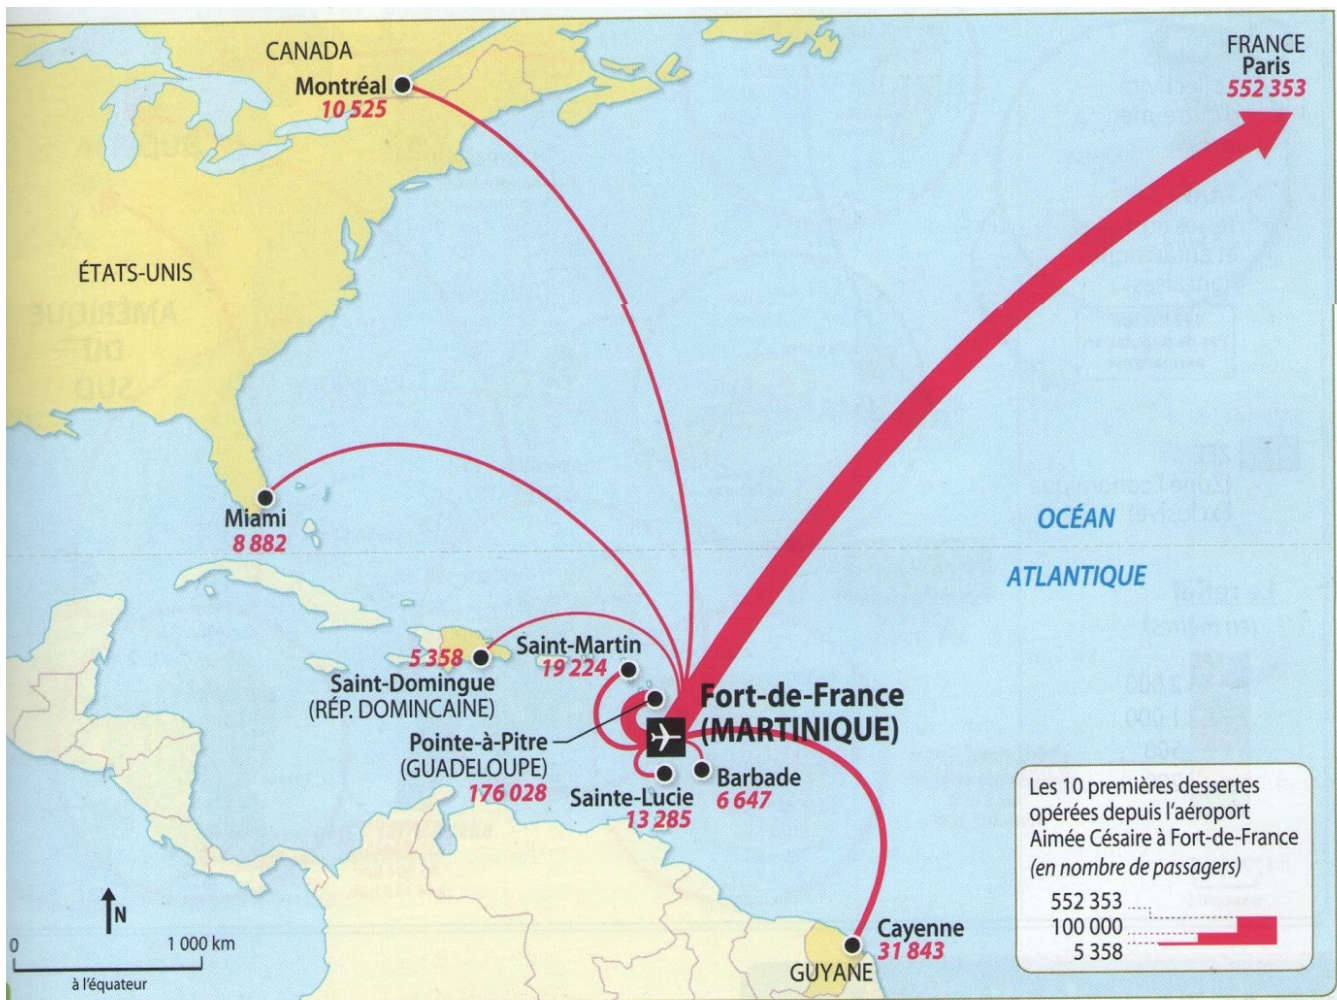 CANADA
Montréal
10 525
FRANCE
Paris
552 353
ÉTATS-UNIS
Miami
8 882
OCÉAN
ATLANTIQUE
5 358
Saint-Domingue
(RÉP. DOMINCAINE)
Saint-Martin
19 224
Fort-de-France
(MARTINIQUE)
Pointe-à-Pitre
(GUADELOUPE)
176 028
Sainte-Lucie
13 285
Barbade
6 647
Cayenne
31 843
GUYANE
Les 10 premières dessertes
opérées depuis l'aéroport
Aimée Césaire à Fort-de-France
(en nombre de passagers)
552 353
100 000
5 358
N
0 1 000 km
à l'équateur